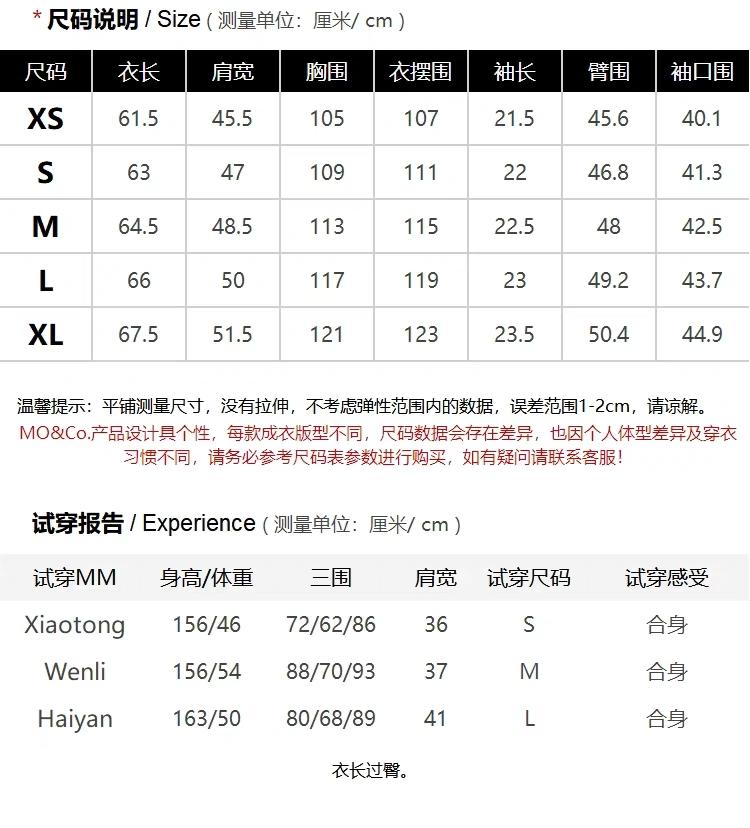 * 尺码说明 / Size ( 测量单位：厘米/ cm )
尺码 衣长 肩宽 胸围 衣摆围 袖长 臂围 袖口围
XS 61.5 45.5 105 107 21.5 45.6 40.1
S 63 47 109 111 22 46.8 41.3
M 64.5 48.5 113 115 22.5 48 42.5
L 66 50 117 119 23 49.2 43.7
XL 67.5 51.5 121 123 23.5 50.4 44.9
温馨提示：平铺测量尺寸，没有拉伸，不考虑弹性范围内的数据，误差范围1-2cm，请谅解。
MO&Co.产品设计具个性，每款成衣版型不同，尺码数据会存在差异，也因个人体型差异及穿衣
习惯不同，请务必参考尺码表参数进行购买，如有疑问请联系客服！
试穿报告 / Experience ( 测量单位：厘米/ cm )
试穿MM 身高/体重 三围 肩宽 试穿尺码 试穿感受
Xiaotong 156/46 72/62/86 36 S 合身
Wenli 156/54 88/70/93 37 M 合身
Haiyan 163/50 80/68/89 41 L 合身
衣长过臀。